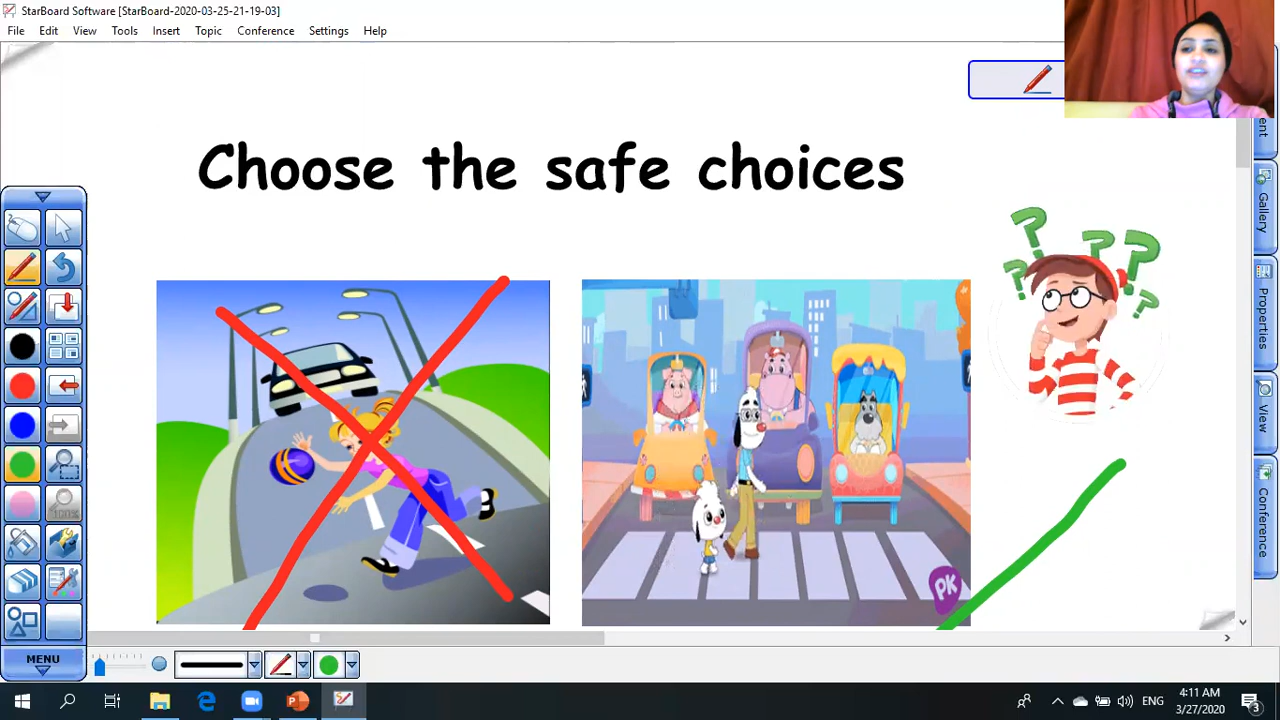 StarBoard Software [StarBoard-2020-03-25-21-19-03]
File Edit View Tools Insert Topic Conference Settings Help
Choose the safe choices
? ? ? ? ?
PK
Gallery
Properties
View
Conference
MENU
ENG
4:11 AM
3/27/2020
3